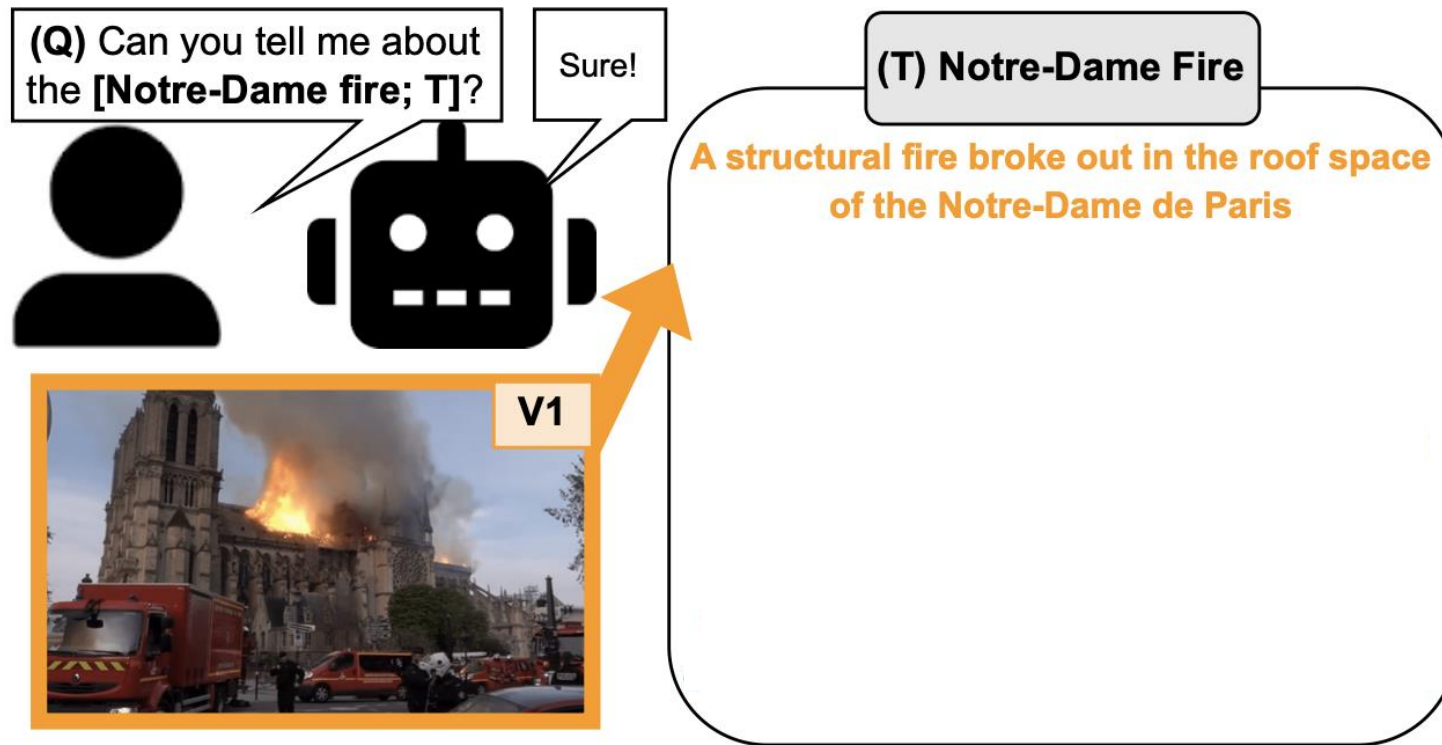 (Q) Can you tell me about
the [Notre-Dame fire; T]?
Sure!
(T) Notre-Dame Fire
A structural fire broke out in the roof space
of the Notre-Dame de Paris
V1